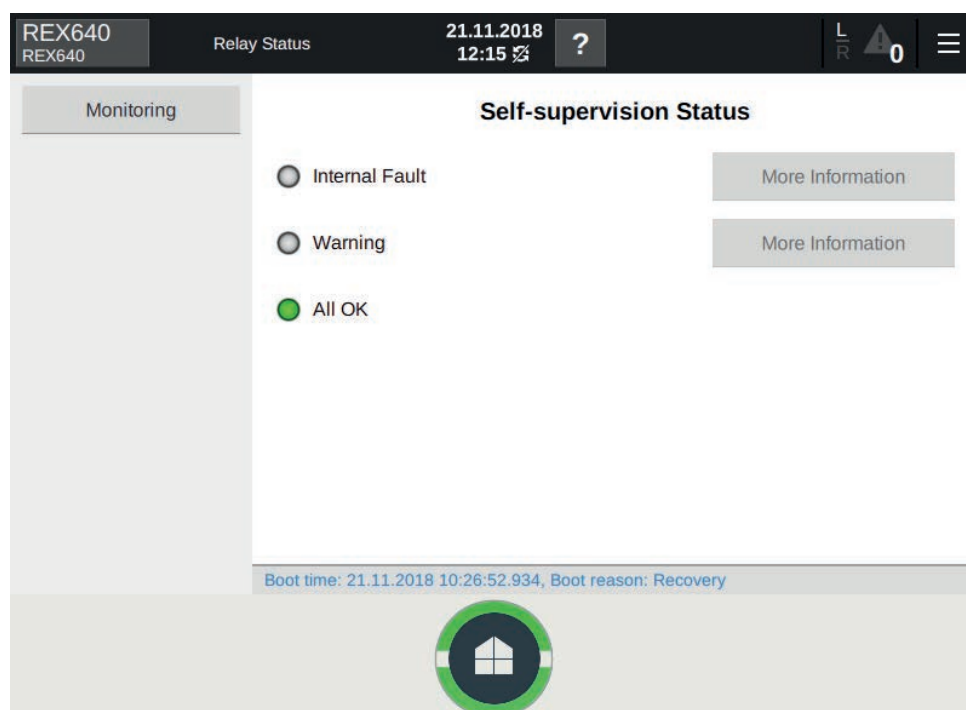 REX640
REX640
Relay Status
21.11.2018
12:15
?
L
R
0
Monitoring
Self-supervision Status
Internal Fault
More Information
Warning
More Information
All OK
Boot time: 21.11.2018 10:26:52.934, Boot reason: Recovery